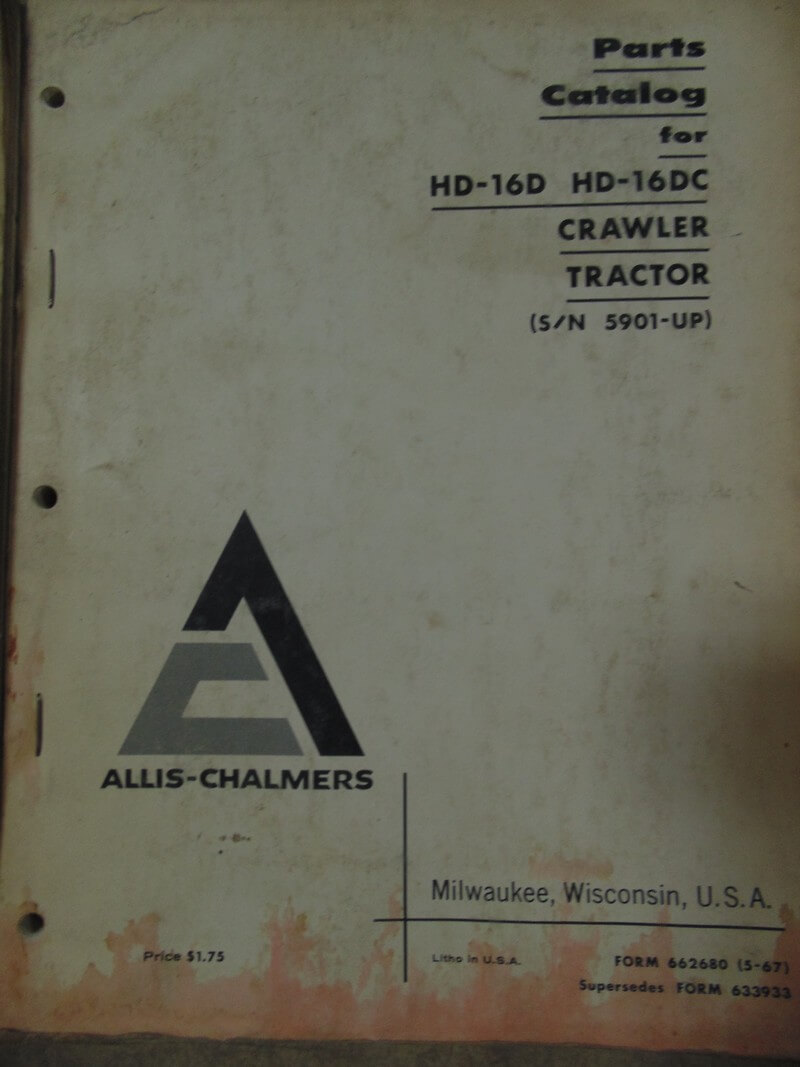 Parts
Catalog
for
HD-16D HD-16DC
CRAWLER
TRACTOR
(S/N 5901-UP)
ALLIS-CHALMERS
Milwaukee, Wisconsin, U.S.A.
Price $1.75
Litho in U.S.A.
FORM 662680 (5-67)
Supersedes FORM 633933